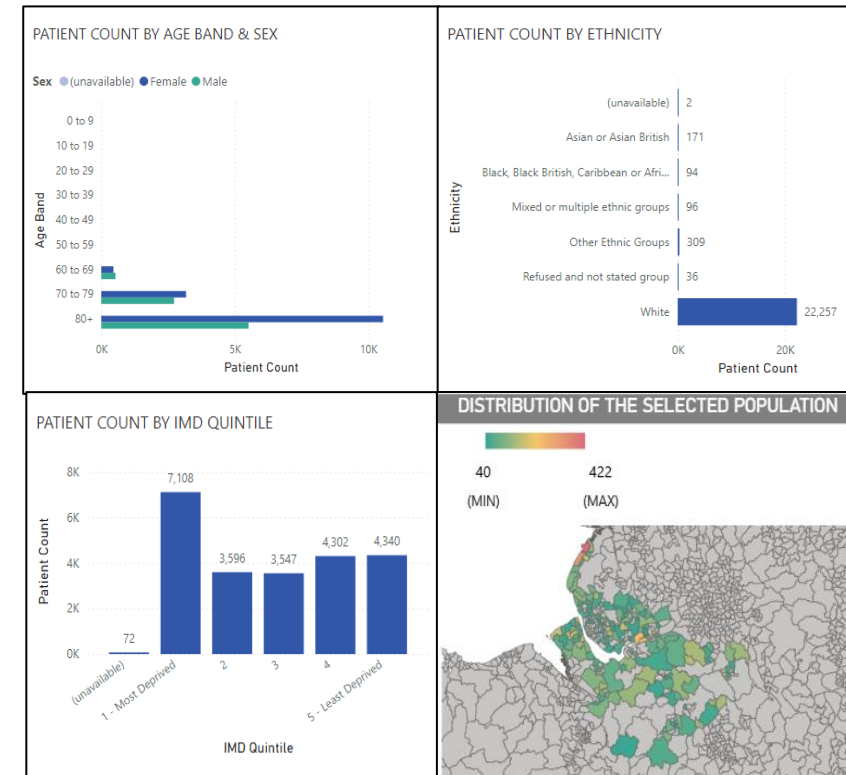 PATIENT COUNT BY AGE BAND & SEX
Sex (unavailable) Female Male
Age Band
0 to 9
10 to 19
20 to 29
30 to 39
40 to 49
50 to 59
60 to 69
70 to 79
80+
0K 5K 10K
Patient Count
PATIENT COUNT BY ETHNICITY
Ethnicity
(unavailable) 2
Asian or Asian British 171
Black, Black British, Caribbean or Afri... 94
Mixed or multiple ethnic groups 96
Other Ethnic Groups 309
Refused and not stated group 36
White 22,257
0K 20K
Patient Count
PATIENT COUNT BY IMD QUINTILE
Patient Count
8K
6K
4K
2K
0K
72 7,108 3,596 3,547 4,302 4,340
(unavailable) 1 - Most Deprived 2 3 4 5 - Least Deprived
IMD Quintile
DISTRIBUTION OF THE SELECTED POPULATION
40 422
(MIN) (MAX)